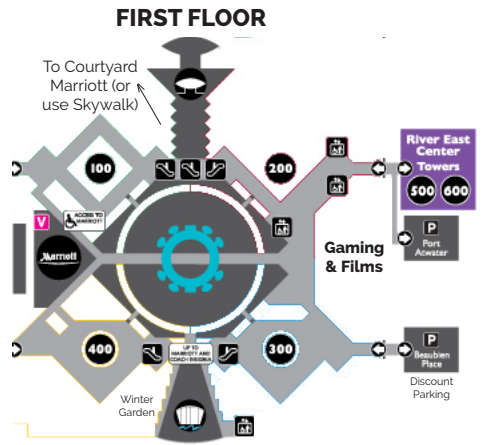 FIRST FLOOR
To Courtyard
Marriott (or
use Skywalk)
100
200
River East
Center
Towers
500 600
V
ACCESS TO
MARRIOTT
P
Port
Atwater
Marriott
Gaming
& Films
400
UP TO
MARRIOTT AND
COACH INSIGNIA
300
P
Beaubien
Place
Discount
Parking
Winter
Garden